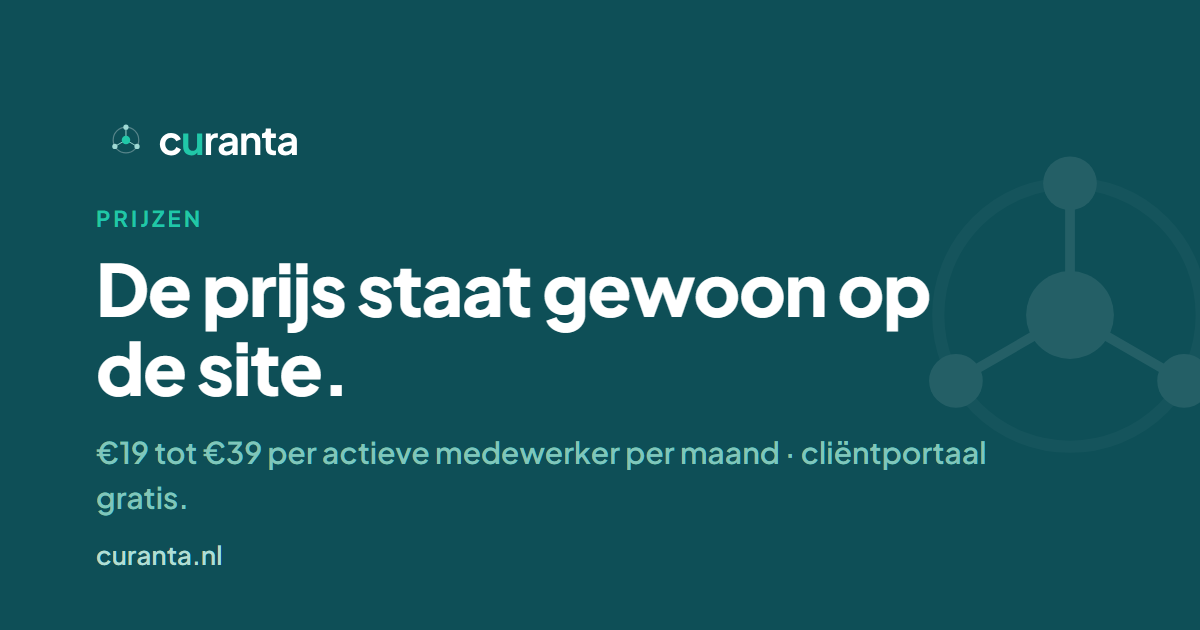 curanta
PRIJZEN
De prijs staat gewoon op
de site.
€19 tot €39 per actieve medewerker per maand · cliëntportaal
gratis.
curanta.nl